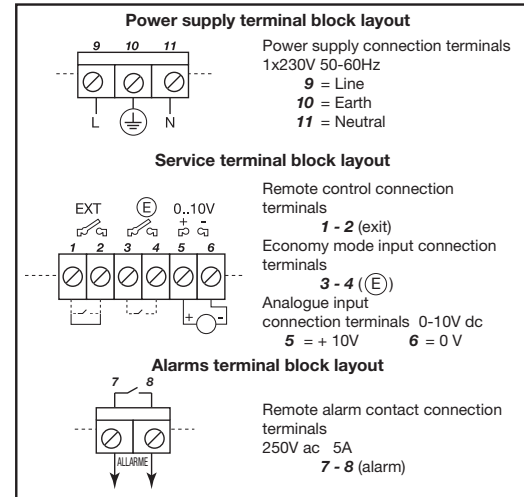 Power supply terminal block layout
9 10 11
L N
Power supply connection terminals
1x230V 50-60Hz
9 = Line
10 = Earth
11 = Neutral
Service terminal block layout
EXT E 0..10V
+ -
1 2 3 4 5 6
+ -
Remote control connection
terminals
1 - 2 (exit)
Economy mode input connection
terminals
3 - 4 (E)
Analogue input
connection terminals 0-10V dc
5 = + 10V 6 = 0 V
Alarms terminal block layout
7 8
ALLARME
Remote alarm contact connection
terminals
250V ac 5A
7 - 8 (alarm)